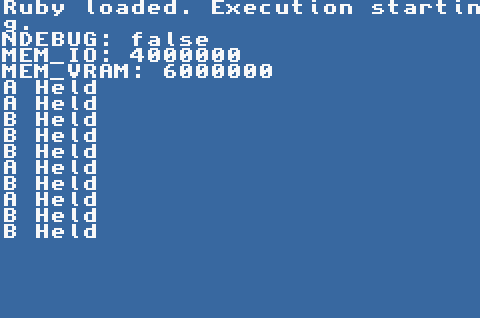 Ruby loaded. Execution startin
g.
NDEBUG: false
MEM_IO: 4000000
MEM_VRAM: 6000000
A Held
A Held
B Held
B Held
B Held
A Held
B Held
A Held
B Held
B Held